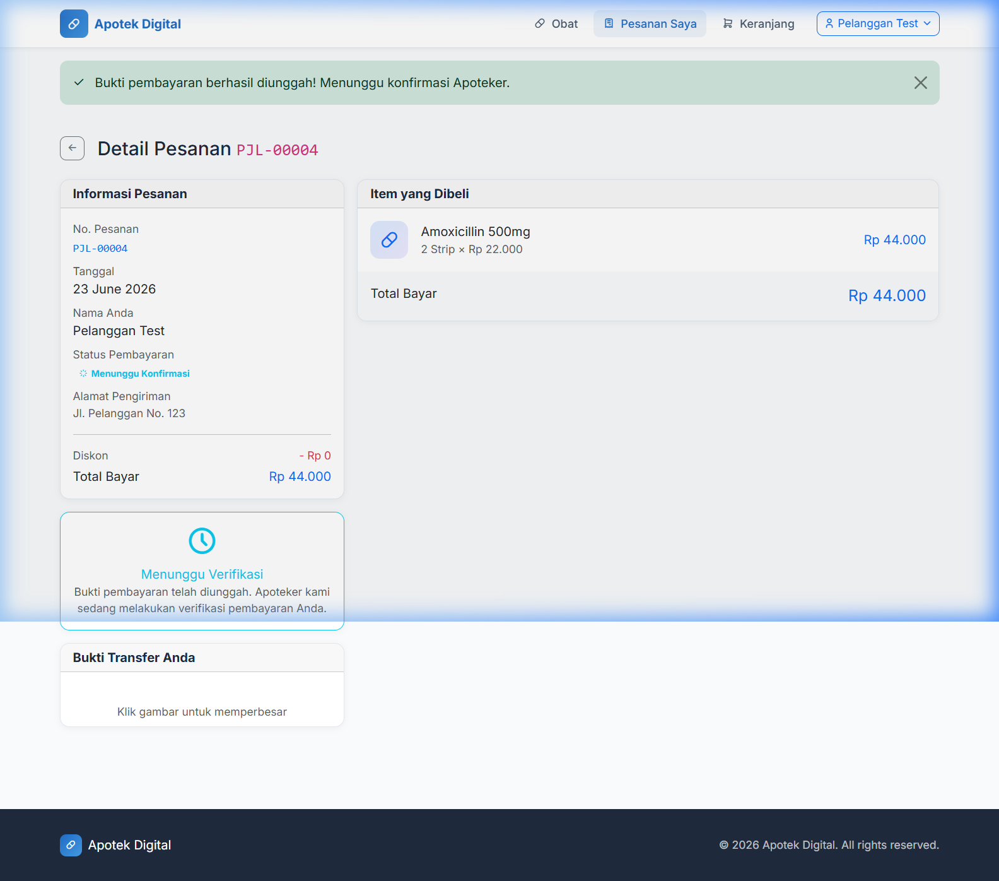 Apotek Digital
Obat
Pesanan Saya
Keranjang
Pelanggan Test
Bukti pembayaran berhasil diunggah! Menunggu konfirmasi Apoteker.
Detail Pesanan PJL-00004
Informasi Pesanan
No. Pesanan
PJL-00004
Tanggal
23 June 2026
Nama Anda
Pelanggan Test
Status Pembayaran
Menunggu Konfirmasi
Alamat Pengiriman
Jl. Pelanggan No. 123
Diskon - Rp 0
Total Bayar Rp 44.000
Item yang Dibeli
Amoxicillin 500mg
2 Strip × Rp 22.000
Rp 44.000
Total Bayar Rp 44.000
Menunggu Verifikasi
Bukti pembayaran telah diunggah. Apoteker kami
sedang melakukan verifikasi pembayaran Anda.
Bukti Transfer Anda
Klik gambar untuk memperbesar
Apotek Digital
© 2026 Apotek Digital. All rights reserved.